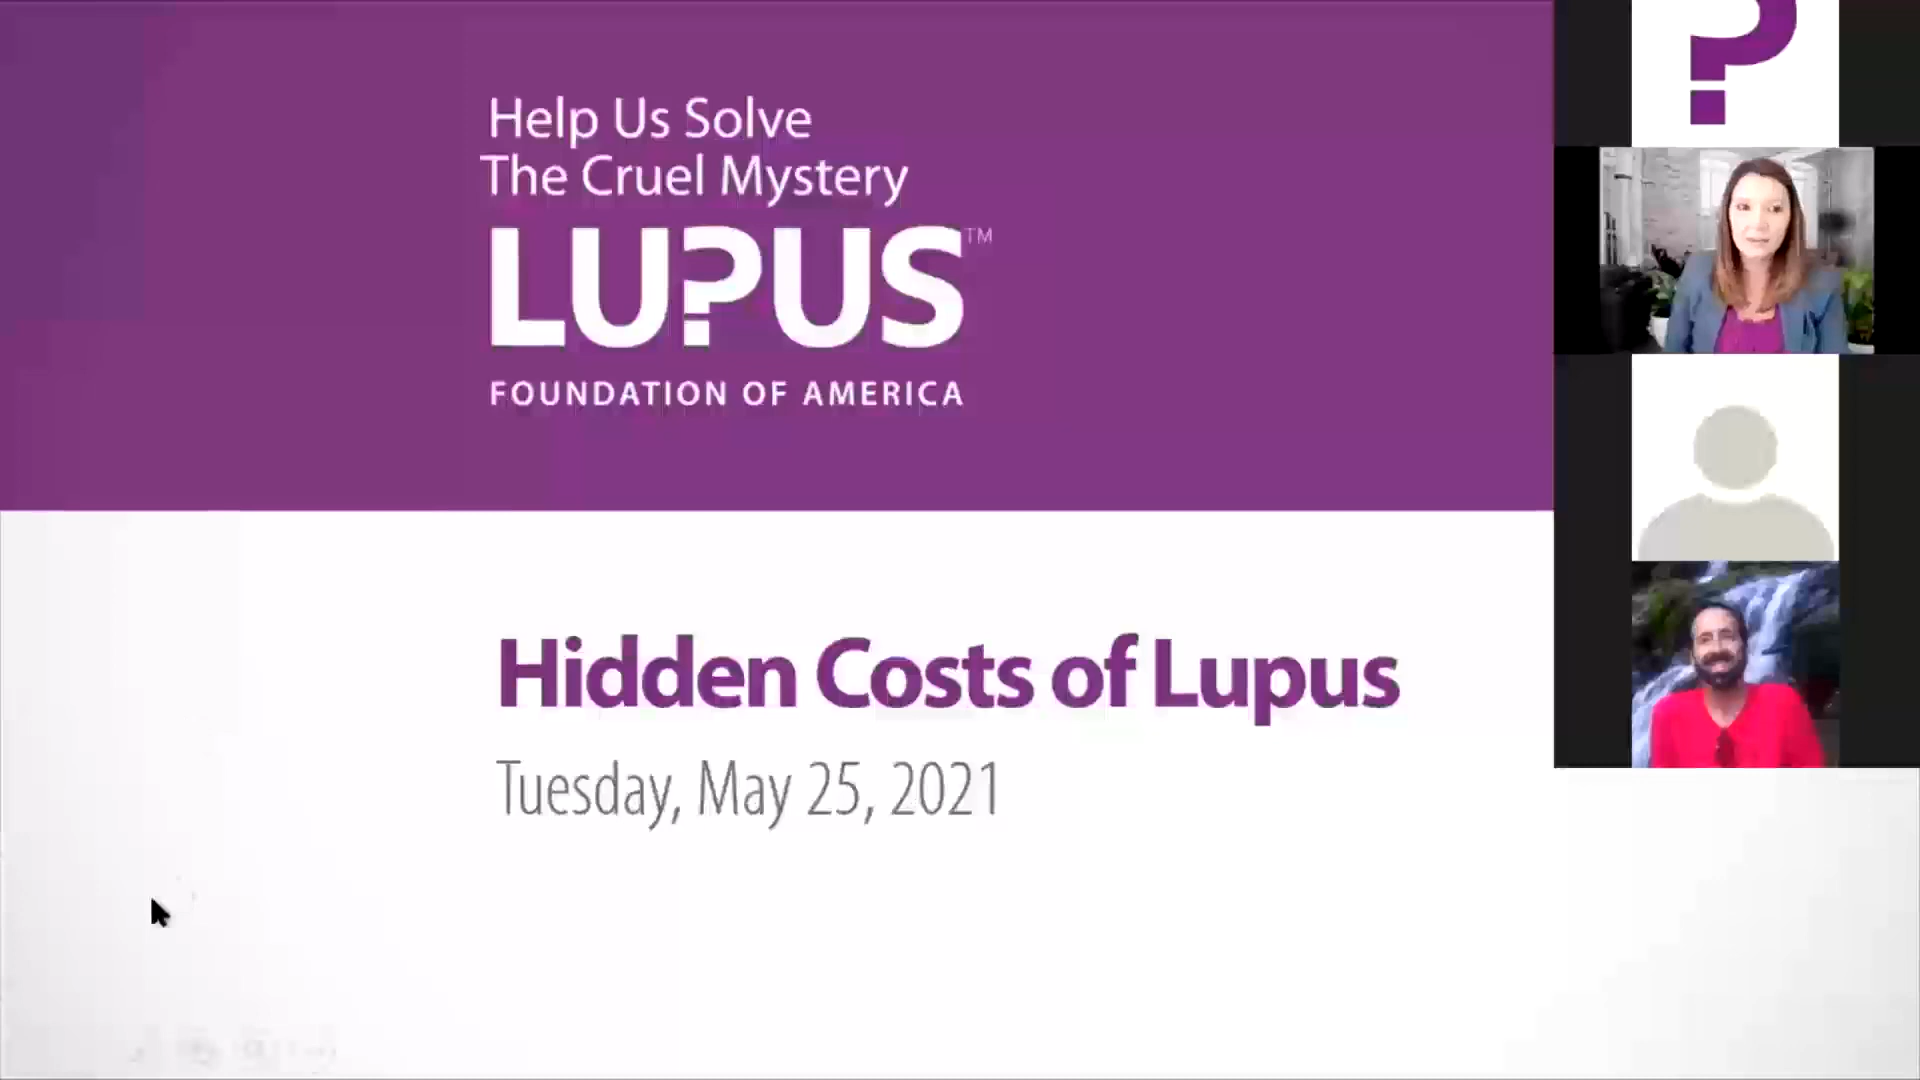 Help Us Solve
The Cruel Mystery
LU?US™
FOUNDATION OF AMERICA
Hidden Costs of Lupus
Tuesday, May 25, 2021
?